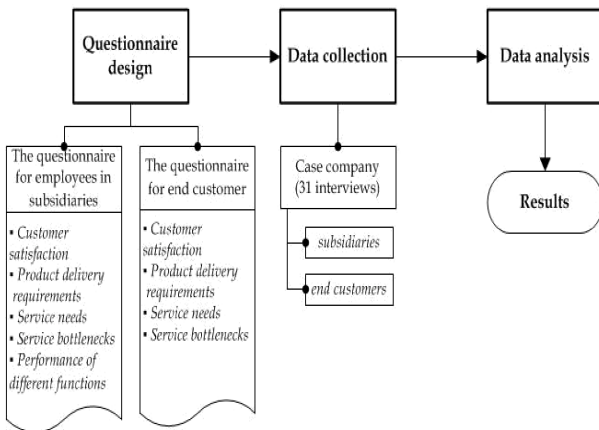 Questionnaire
design
Data collection
Data analysis
The questionnaire
for employees in
subsidiaries
▪ Customer
satisfaction
▪ Product delivery
requirements
▪ Service needs
▪ Service bottlenecks
▪ Performance of
different functions
The questionnaire
for end customer
▪ Customer
satisfaction
▪ Product delivery
requirements
▪ Service needs
▪ Service bottlenecks
Case company
(31 interviews)
subsidiaries
end customers
Results